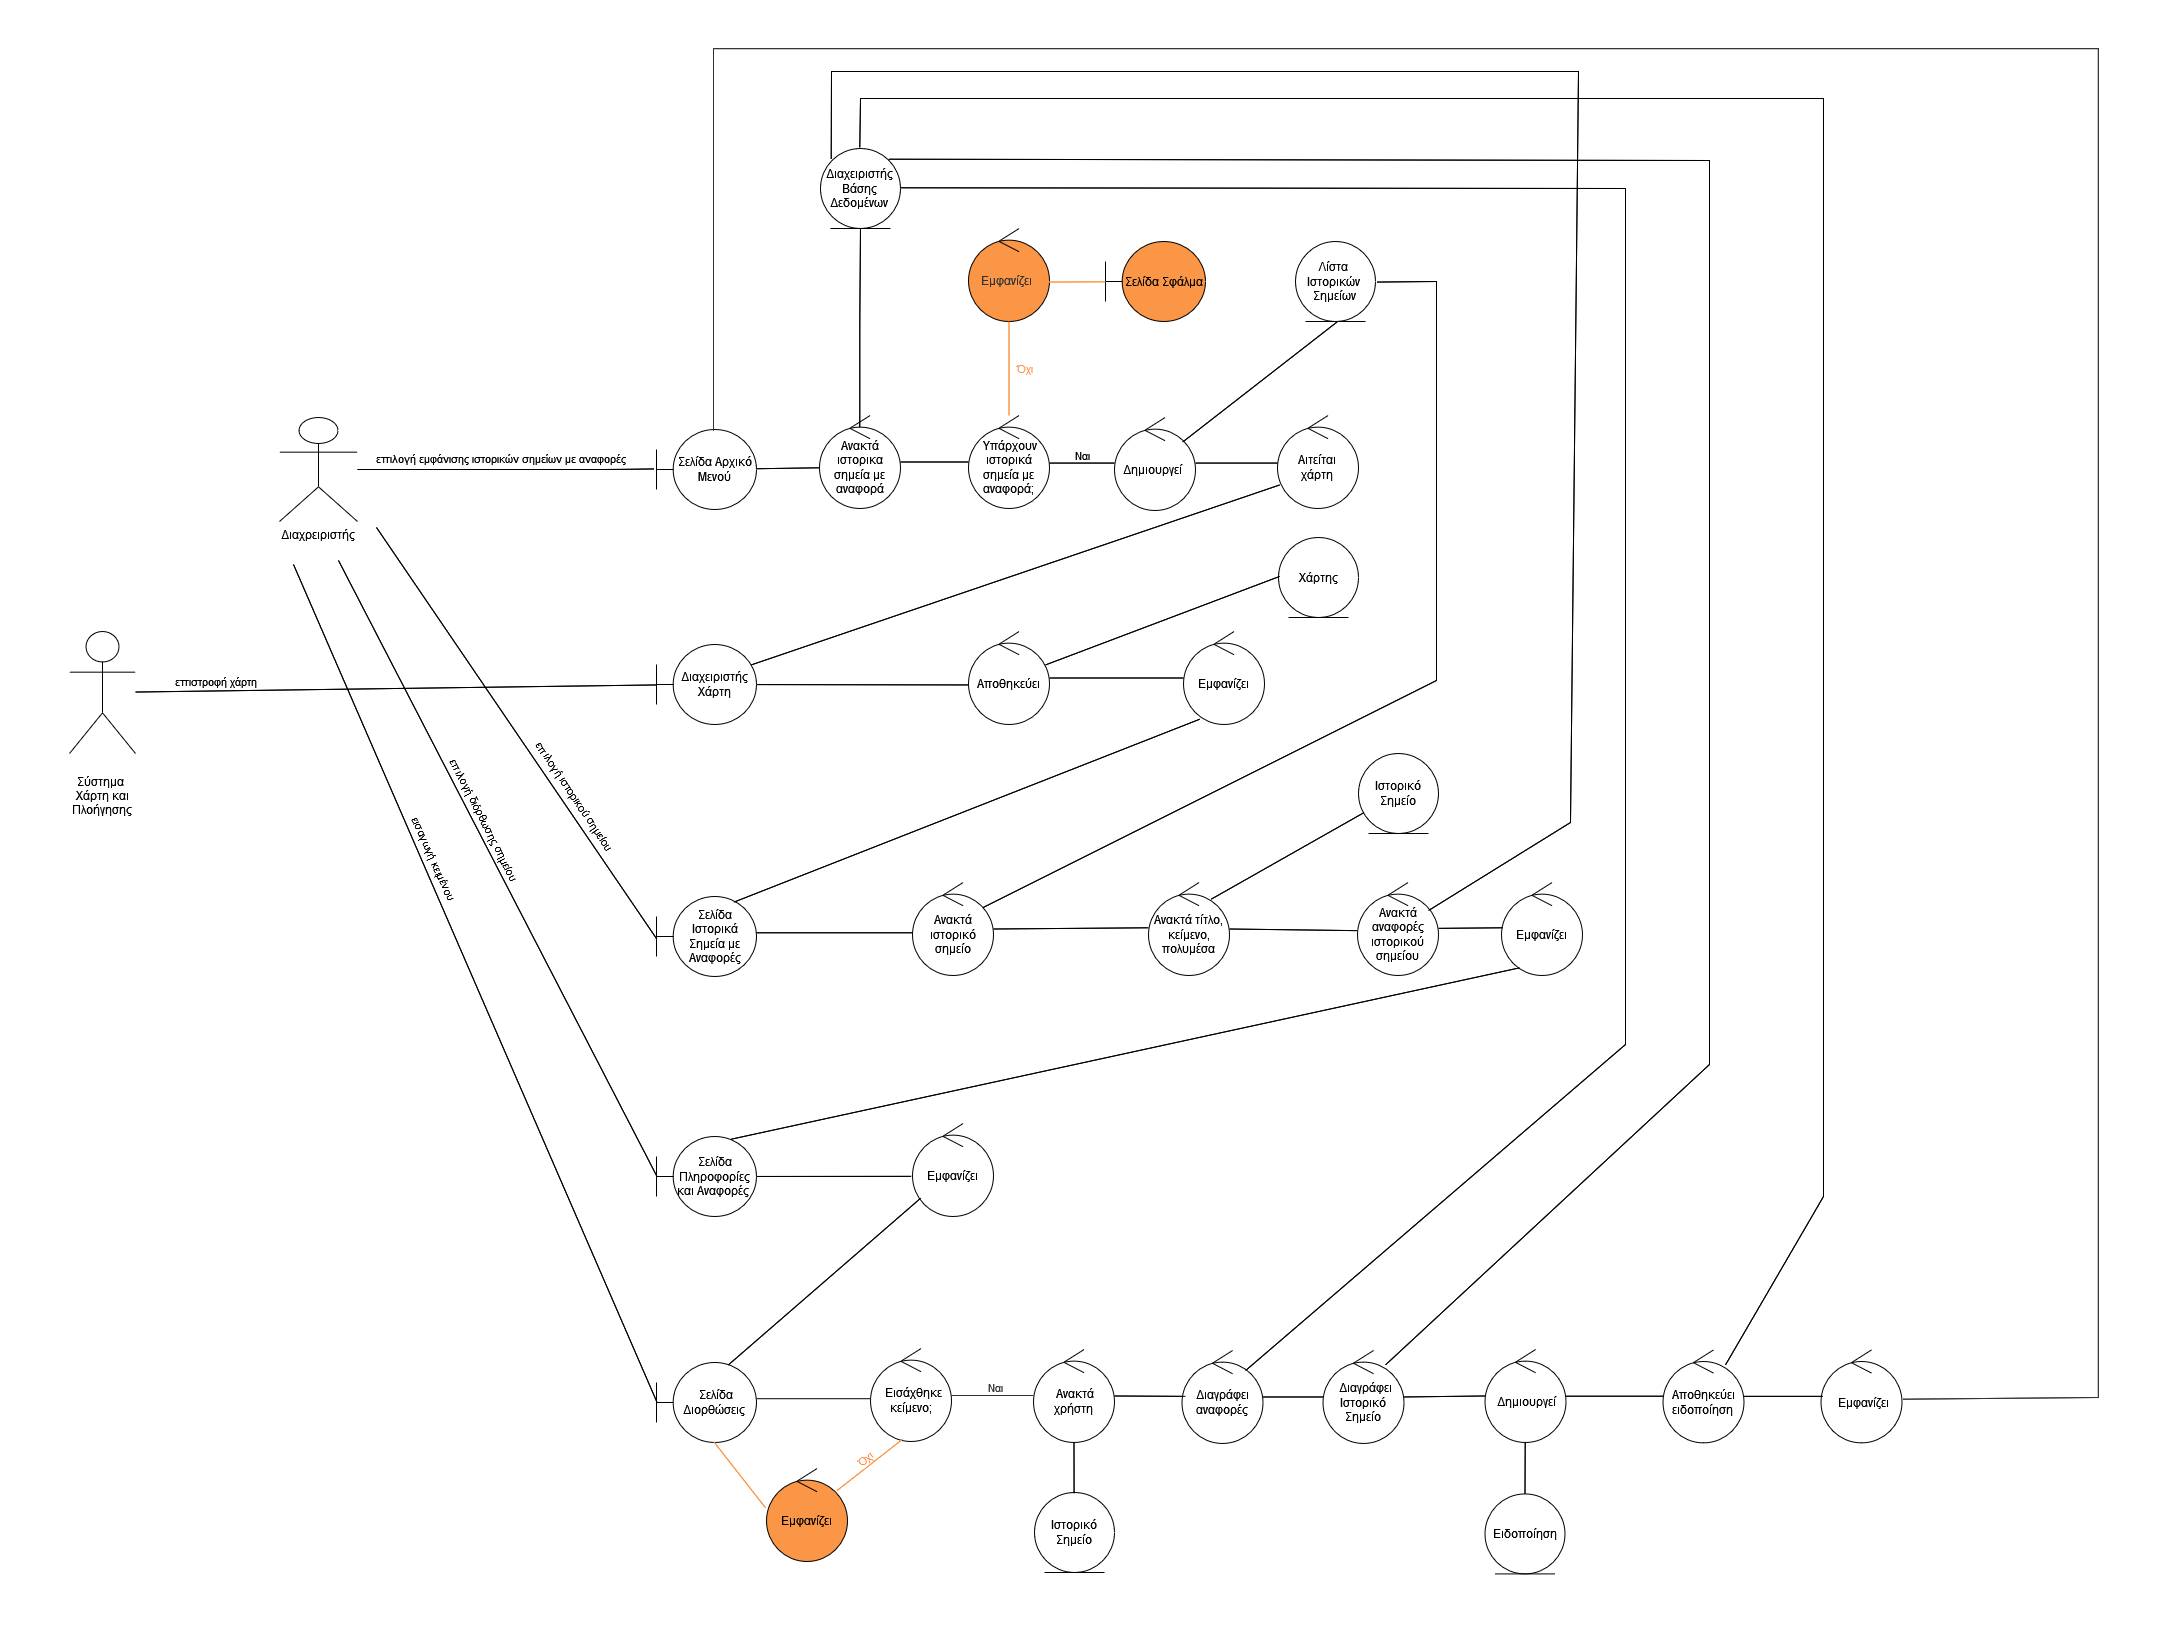 Διαχειριστής
Βάσης
Δεδομένων
Εμφανίζει
Σελίδα Σφάλμα
Λίστα
Ιστορικών
Σημείων
Όχι
επιλογή εμφάνισης ιστορικών σημείων με αναφορές
Σελίδα Αρχικό
Μενού
Ανακτά
ιστορικα
σημεία με
αναφορά
Υπάρχουν
ιστορικά
σημεία με
αναφορά;
Ναι
Δημιουργεί
Αιτείται
χάρτη
Διαχρειριστής
Χάρτης
επιστροφή χάρτη
Διαχειριστής
Χάρτη
Αποθηκεύει
Εμφανίζει
Σύστημα
Χάρτη και
Πλοήγησης
επιλογή ιστορικού σημείου
επιλογή διόρθωσης σημείου
εισαγωγή κειμένου
Ιστορικό
Σημείο
Σελίδα
Ιστορικά
Σημεία με
Αναφορές
Ανακτά
ιστορικό
σημείο
Ανακτά τίτλο,
κείμενο,
πολυμέσα
Ανακτά
αναφορές
ιστορικού
σημείου
Εμφανίζει
Σελίδα
Πληροφορίες
και Αναφορές
Εμφανίζει
Σελίδα
Διορθώσεις
Εισάχθηκε
κείμενο;
Ναι
Ανακτά
χρήστη
Διαγράφει
αναφορές
Διαγράφει
Ιστορικό
Σημείο
Δημιουργεί
Αποθηκεύει
ειδοποίηση
Εμφανίζει
Όχι
Εμφανίζει
Ιστορικό
Σημείο
Ειδοποίηση